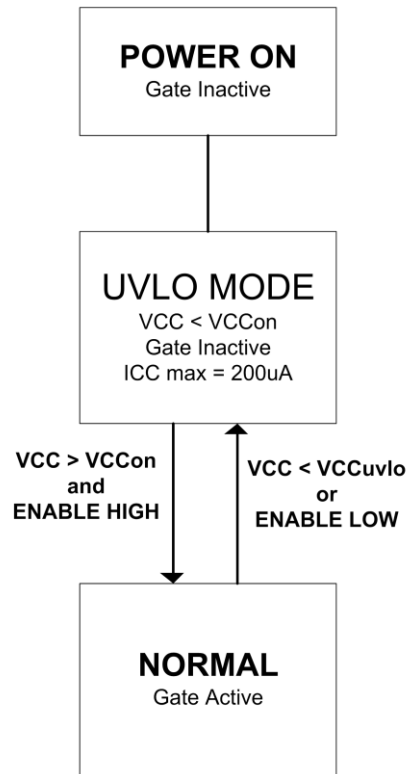 POWER ON
Gate Inactive
UVLO MODE
VCC < VCCon
Gate Inactive
ICC max = 200uA
VCC > VCCon
and
ENABLE HIGH
VCC < VCCuvlo
or
ENABLE LOW
NORMAL
Gate Active